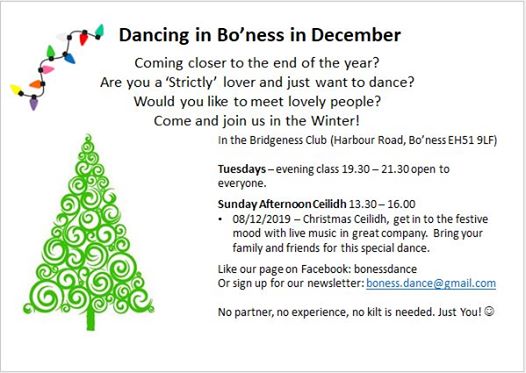 Dancing in Bo’ness in December
Coming closer to the end of the year?
Are you a ‘Strictly’ lover and just want to dance?
Would you like to meet lovely people?
Come and join us in the Winter!
In the Bridgeness Club (Harbour Road, Bo’ness EH51 9LF)
Tuesdays – evening class 19.30 – 21.30 open to
everyone.
Sunday Afternoon Ceilidh 13.30 – 16.00
• 08/12/2019 – Christmas Ceilidh, get in to the festive
mood with live music in great company. Bring your
family and friends for this special dance.
Like our page on Facebook: bonessdance
Or sign up for our newsletter: boness.dance@gmail.com
No partner, no experience, no kilt is needed. Just You! ☺